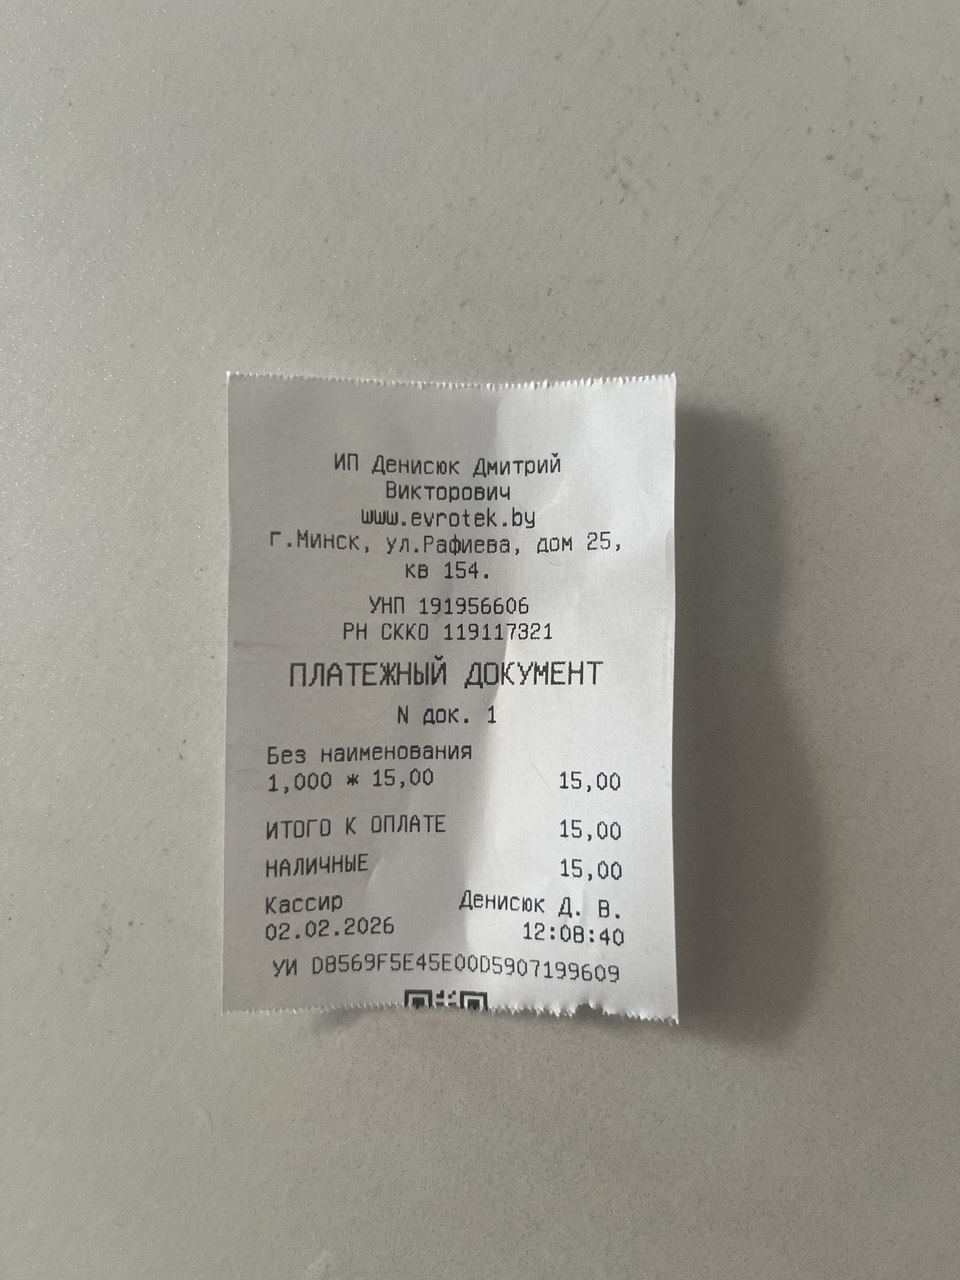 ИП Денисюк Дмитрий
Викторович
www.evrotek.by
г.Минск, ул.Рафиева, дом 25,
кв 154.
УНП 191956606
РН СККО 119117321
ПЛАТЕЖНЫЙ ДОКУМЕНТ
N док. 1
Без наименования
1,000 * 15,00 15,00
ИТОГО К ОПЛАТЕ 15,00
НАЛИЧНЫЕ 15,00
Кассир Денисюк Д. В.
02.02.2026 12:08:40
УИ D8569F5E45E00D5907199609